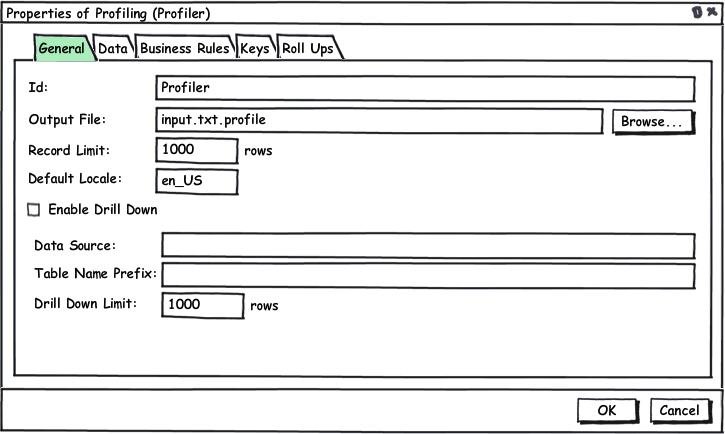 Properties of Profiling (Profiler)
General Data Business Rules Keys Roll Ups
Id: Profiler
Output File: input.txt.profile Browse...
Record Limit: 1000 rows
Default Locale: en_US
Enable Drill Down
Data Source:
Table Name Prefix:
Drill Down Limit: 1000 rows
OK Cancel